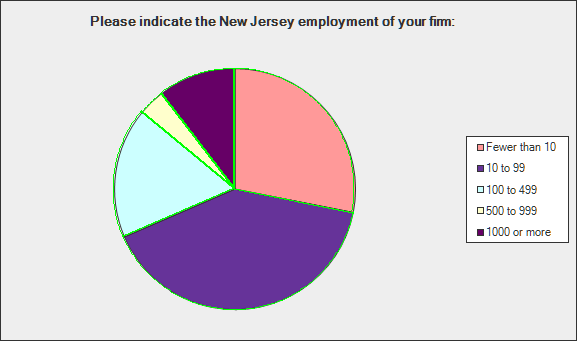 Please indicate the New Jersey employment of your firm:
Fewer than 10
10 to 99
100 to 499
500 to 999
1000 or more